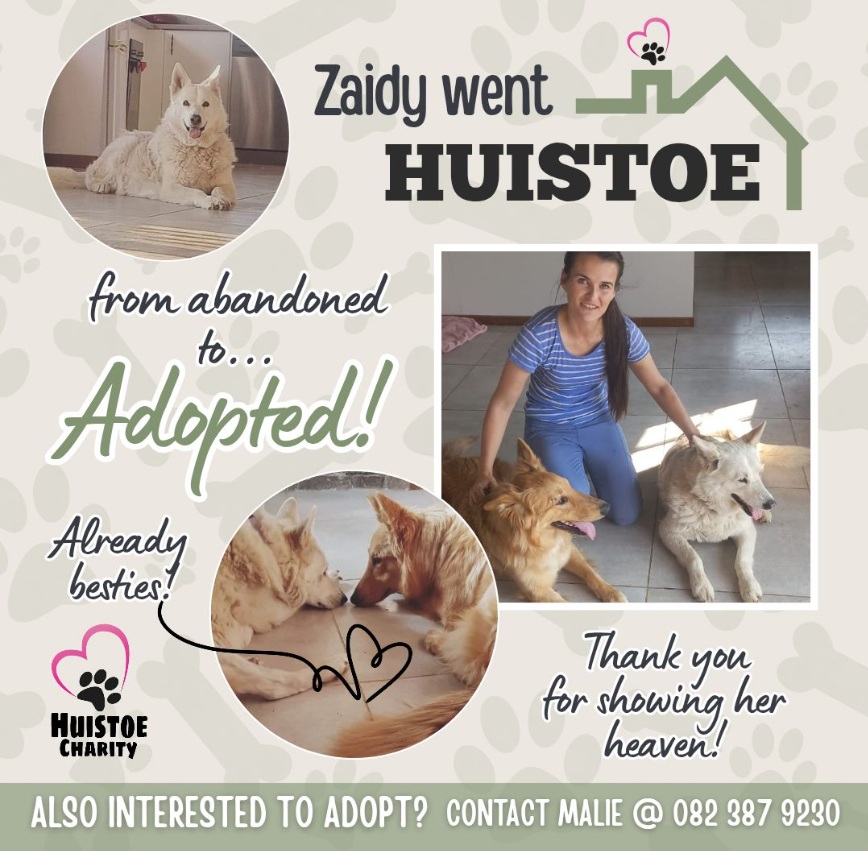 Zaidy went
HUISTOE
from abandoned
to...
Adopted!
Already
besties!
HUISTOE
CHARITY
Thank you
for showing her
heaven!
ALSO INTERESTED TO ADOPT? CONTACT MALIE @ 082 387 9230